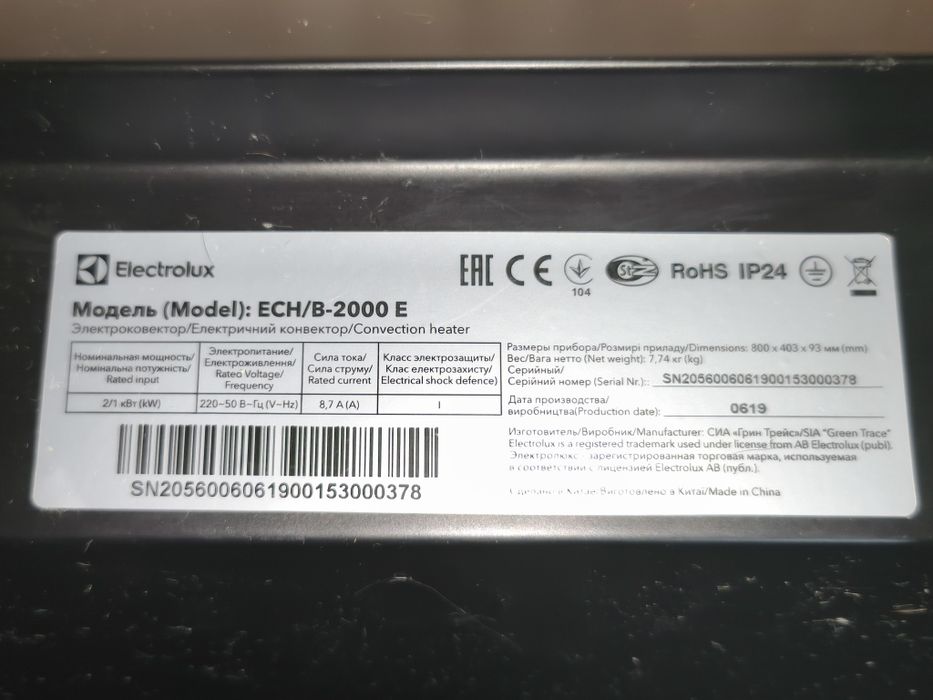 Electrolux
EAC CE 104 RoHS IP24
Модель (Model): ECH/B-2000 E
Электроковектор/Електричний конвектор/Convection heater
Номинальная мощность/
Номінальна потужність/
Rated input
Электропитание/
Електроживлення/
Rated Voltage/
Frequency
Сила тока/
Сила струму/
Rated current
Класс электрозащиты/
Клас електрозахисту/
Electrical shock defence)
2/1 кВт (kW)
220~50 В~Гц (V~Hz)
8,7 А (A)
I
SN2056006061900153000378
Размеры прибора/Розмірі приладу/Dimensions: 800 x 403 x 93 мм (mm)
Вес/Вага нетто (Net weight): 7,74 кг (kg)
Серийный/
Серійний номер (Serial Nr.):: SN2056006061900153000378
Дата производства/
виробництва(Production date): 0619
Изготовитель/Виробник/Manufacturer: СИА «Грин Трейс»/SIA "Green Trace"
Electrolux is a registered trademark used under license from AB Electrolux (publ).
Электролюкс - зарегистрированная торговая марка, используемая
в соответствии с лицензией Electrolux AB (публ.).
Сделано в Китае/Виготовлено в Китаї/Made in China